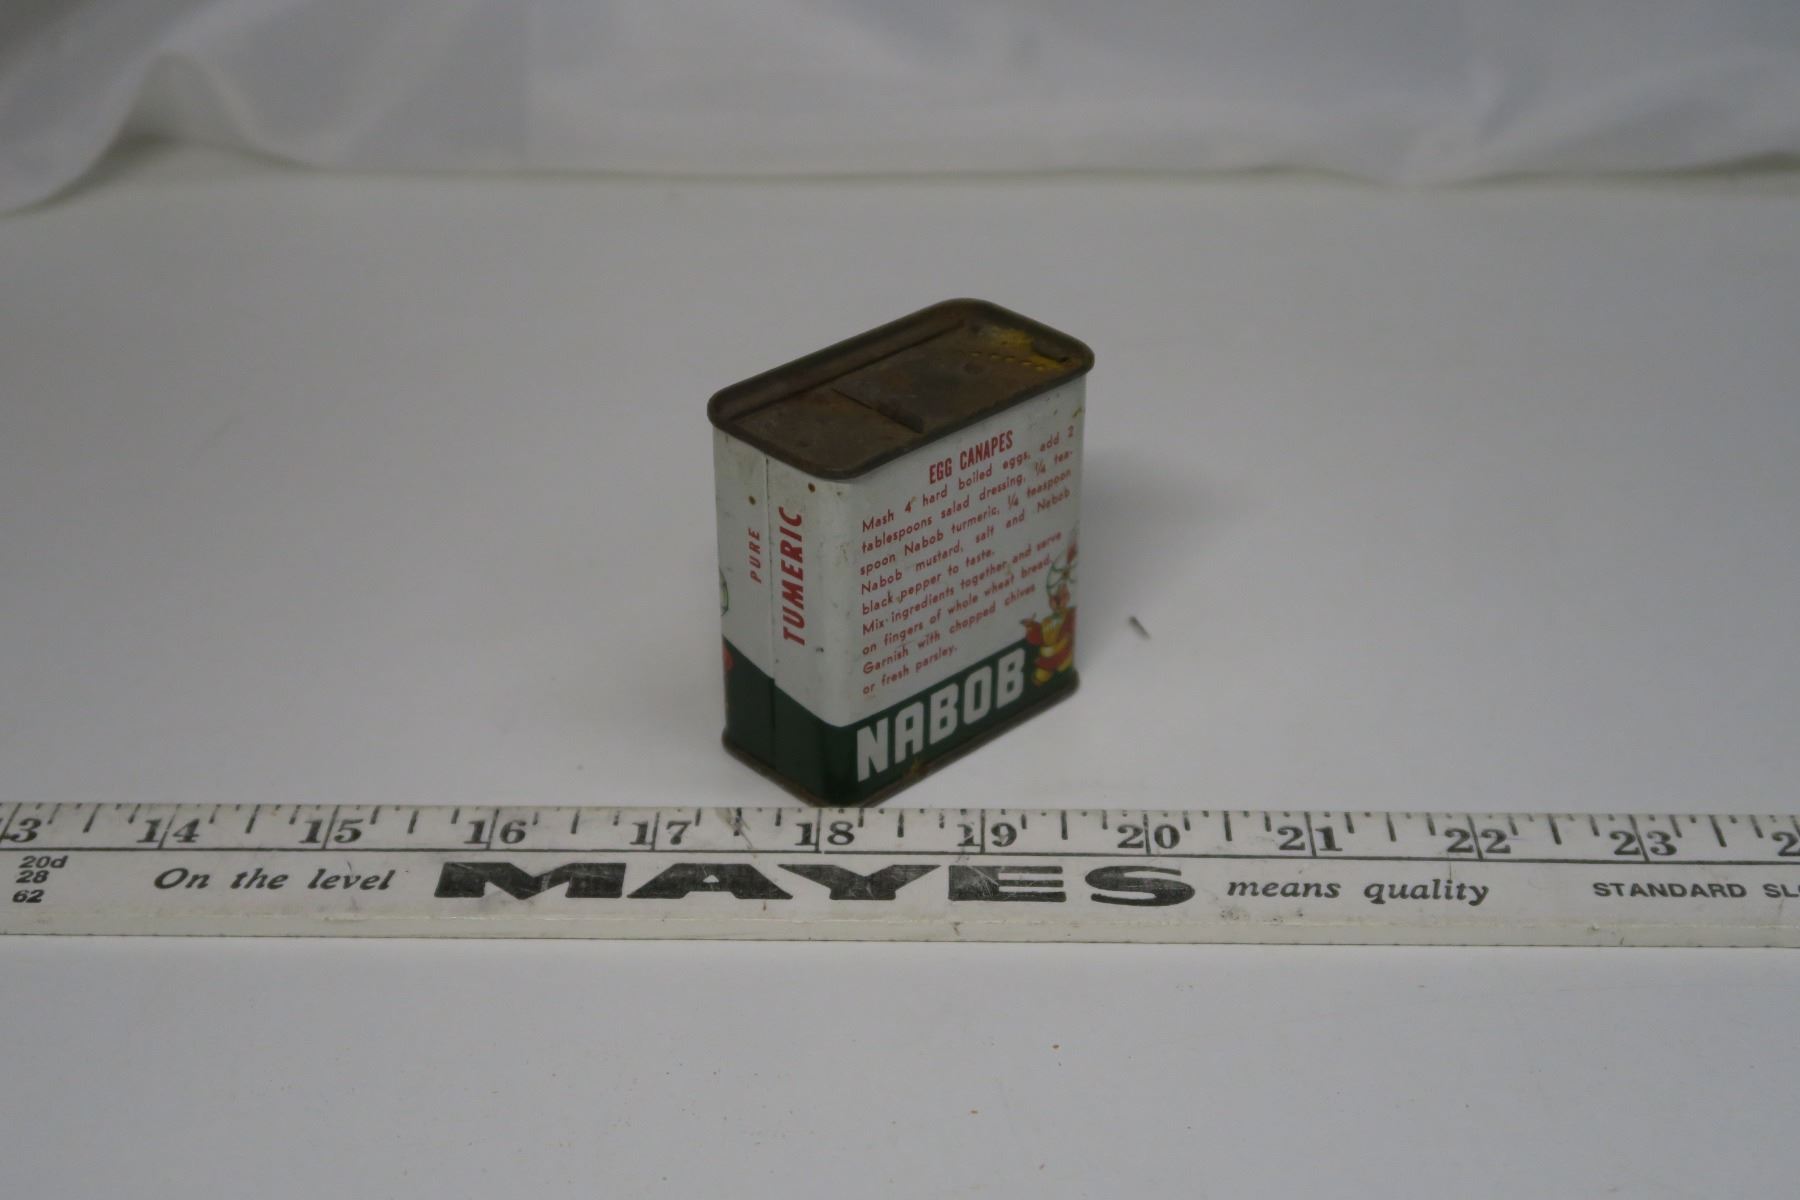 EGG CANAPES
Mash 4 hard boiled eggs, add 2
tablespoons salad dressing, ¼ tea-
spoon Nabob turmeric, ¼ teaspoon
Nabob mustard, salt and Nabob
black pepper to taste.
Mix ingredients together and serve
on fingers of whole wheat bread.
Garnish with chopped chives
or fresh parsley.
NABOB
PURE
TUMERIC
3 14 15 16 17 18 19 20 21 22 23 2
20d
28
62
On the level MAYES means quality STANDARD SL